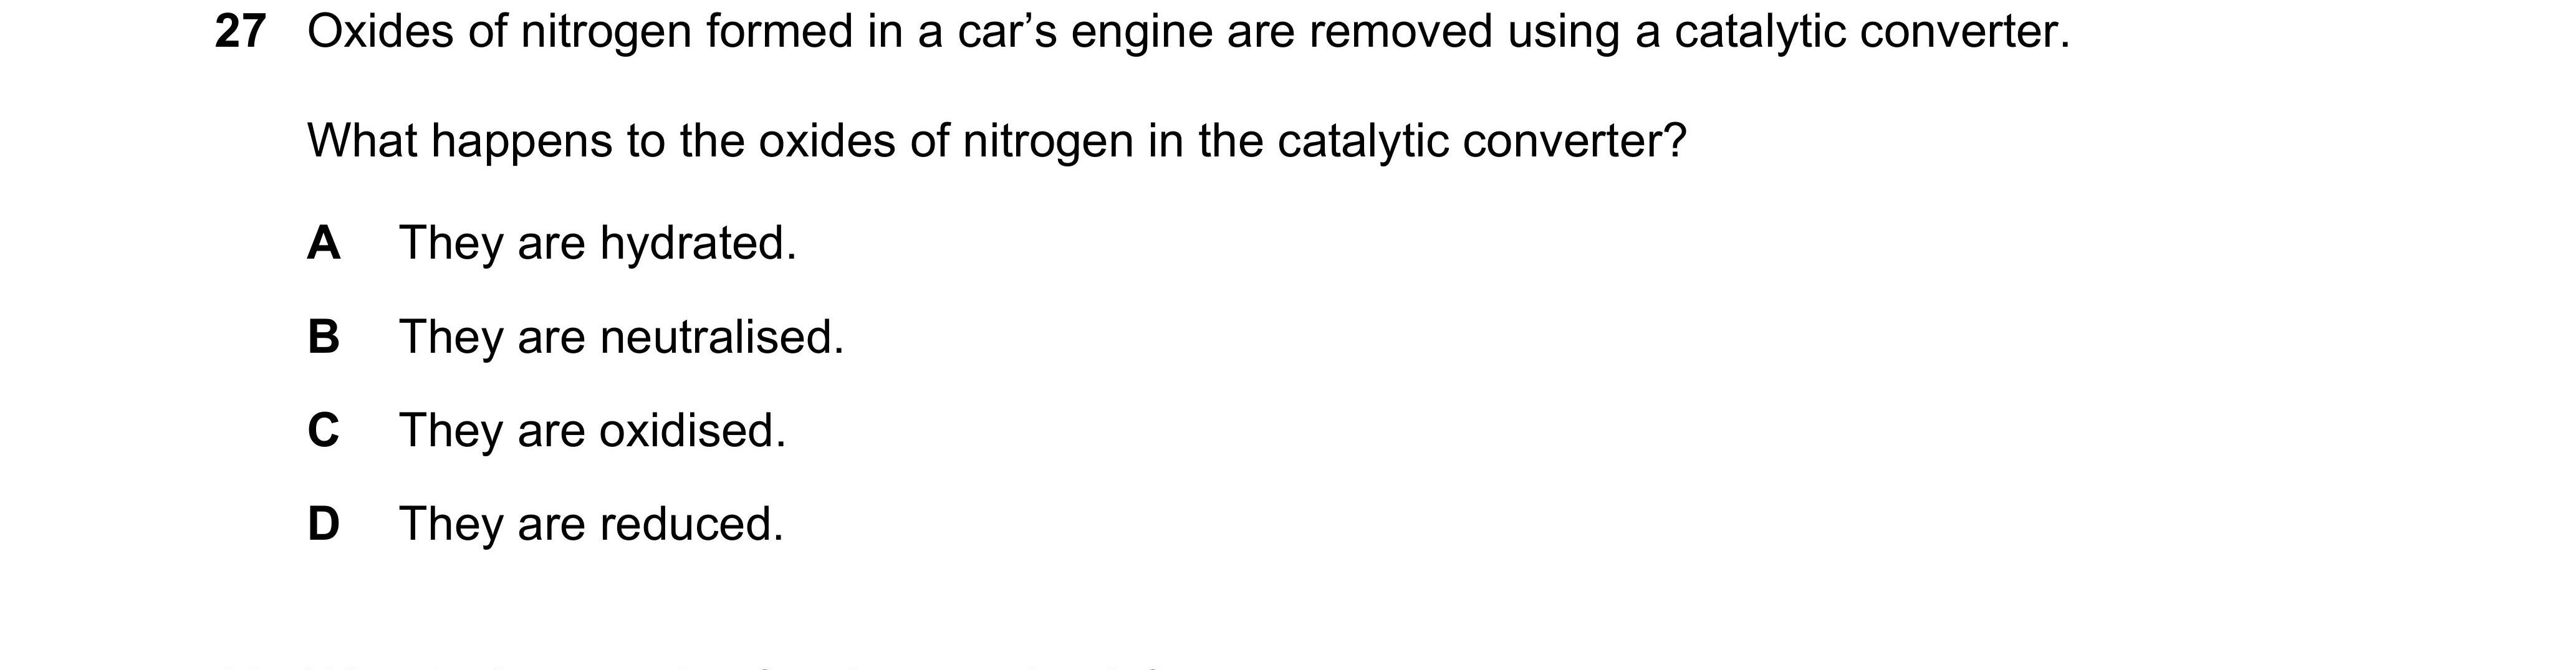 27 Oxides of nitrogen formed in a car’s engine are removed using a catalytic converter.
What happens to the oxides of nitrogen in the catalytic converter?
A They are hydrated.
B They are neutralised.
C They are oxidised.
D They are reduced.